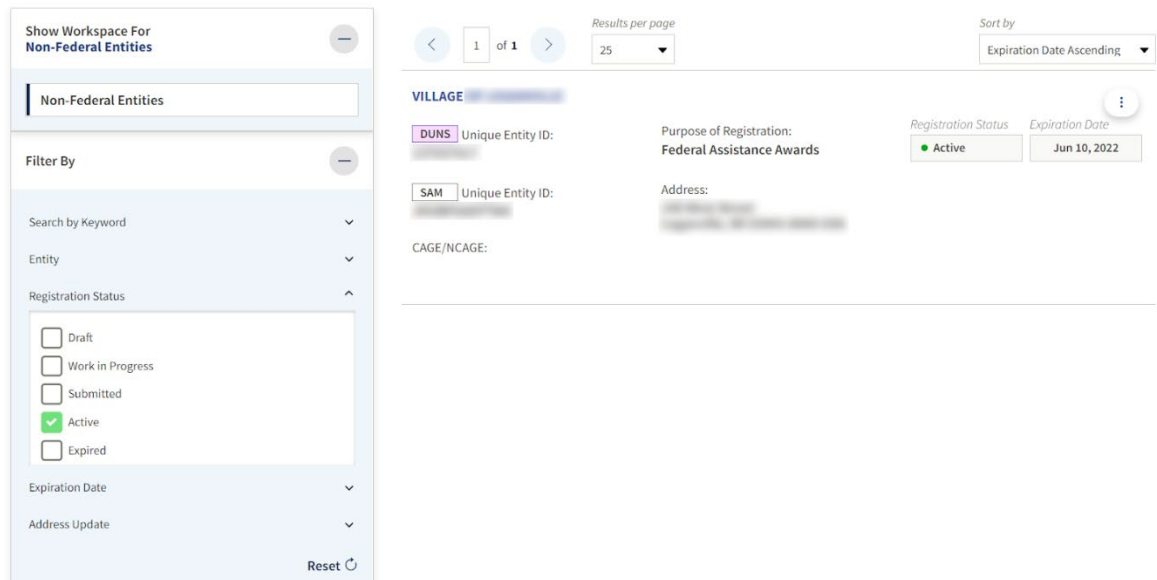 Show Workspace For
Non-Federal Entities
Non-Federal Entities
Filter By
Search by Keyword
Entity
Registration Status
Draft
Work in Progress
Submitted
Active
Expired
Expiration Date
Address Update
Reset
1 of 1
Results per page
25
Sort by
Expiration Date Ascending
VILLAGE
DUNS Unique Entity ID:
SAM Unique Entity ID:
CAGE/NCAGE:
Purpose of Registration:
Federal Assistance Awards
Address:
Registration Status
Active
Expiration Date
Jun 10, 2022